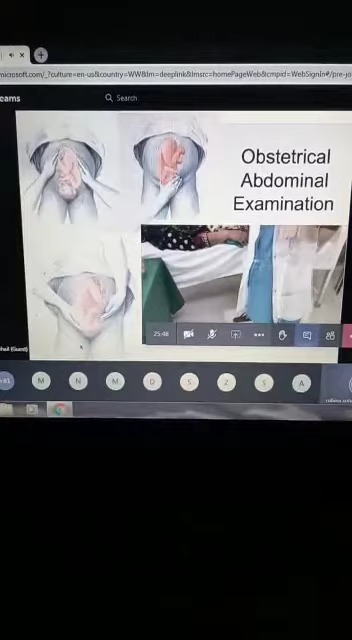 microsoft.com/_?culture=en-us&country=WW&lm=deeplink&lmsrc=homePageWeb&cmpid=WebSignIn#/pre-jo
eams
Search
Obstetrical
Abdominal
Examination
25:48
(Guest)
M N M D S Z S A